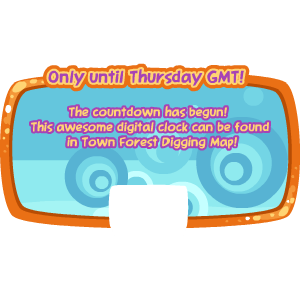 Only until Thursday GMT!
The countdown has begun!
This awesome digital clock can be found
in Town Forest Digging Map!